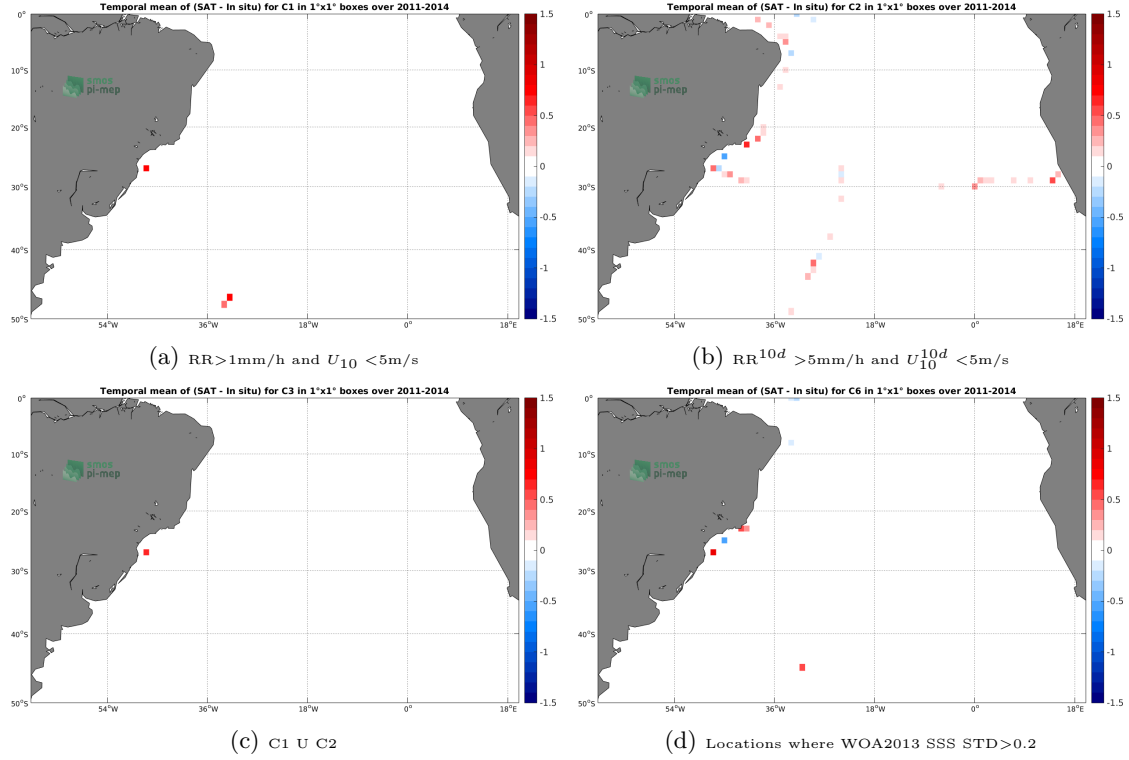 Temporal mean of (SAT - In situ) for C1 in 1°x1° boxes over 2011-2014
0°
10°S
20°S
30°S
40°S
50°S
54°W
36°W
18°W
0°
18°E
1.5
1
0.5
0
-0.5
-1
-1.5
smos
pi-mep
(a) RR>1mm/h and U10 <5m/s
Temporal mean of (SAT - In situ) for C2 in 1°x1° boxes over 2011-2014
0°
10°S
20°S
30°S
40°S
50°S
54°W
36°W
18°W
0°
18°E
1.5
1
0.5
0
-0.5
-1
-1.5
smos
pi-mep
(b) RR^10d >5mm/h and U10^10d <5m/s
Temporal mean of (SAT - In situ) for C3 in 1°x1° boxes over 2011-2014
0°
10°S
20°S
30°S
40°S
50°S
54°W
36°W
18°W
0°
18°E
1.5
1
0.5
0
-0.5
-1
-1.5
smos
pi-mep
(c) C1 U C2
Temporal mean of (SAT - In situ) for C6 in 1°x1° boxes over 2011-2014
0°
10°S
20°S
30°S
40°S
50°S
54°W
36°W
18°W
0°
18°E
1.5
1
0.5
0
-0.5
-1
-1.5
smos
pi-mep
(d) Locations where WOA2013 SSS STD>0.2